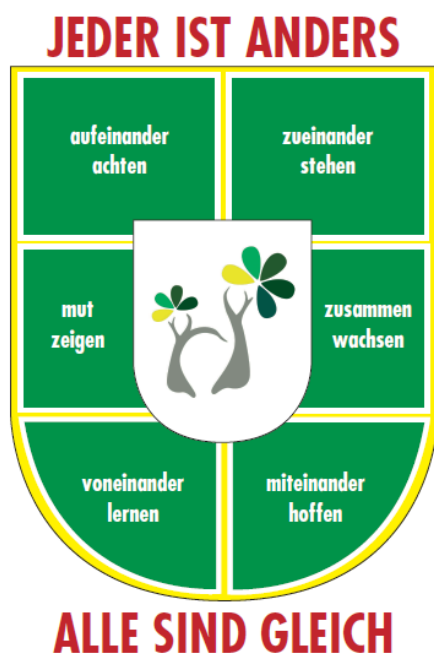 JEDER IST ANDERS
aufeinander
achten
zueinander
stehen
mut
zeigen
zusammen
wachsen
voneinander
lernen
miteinander
hoffen
ALLE SIND GLEICH